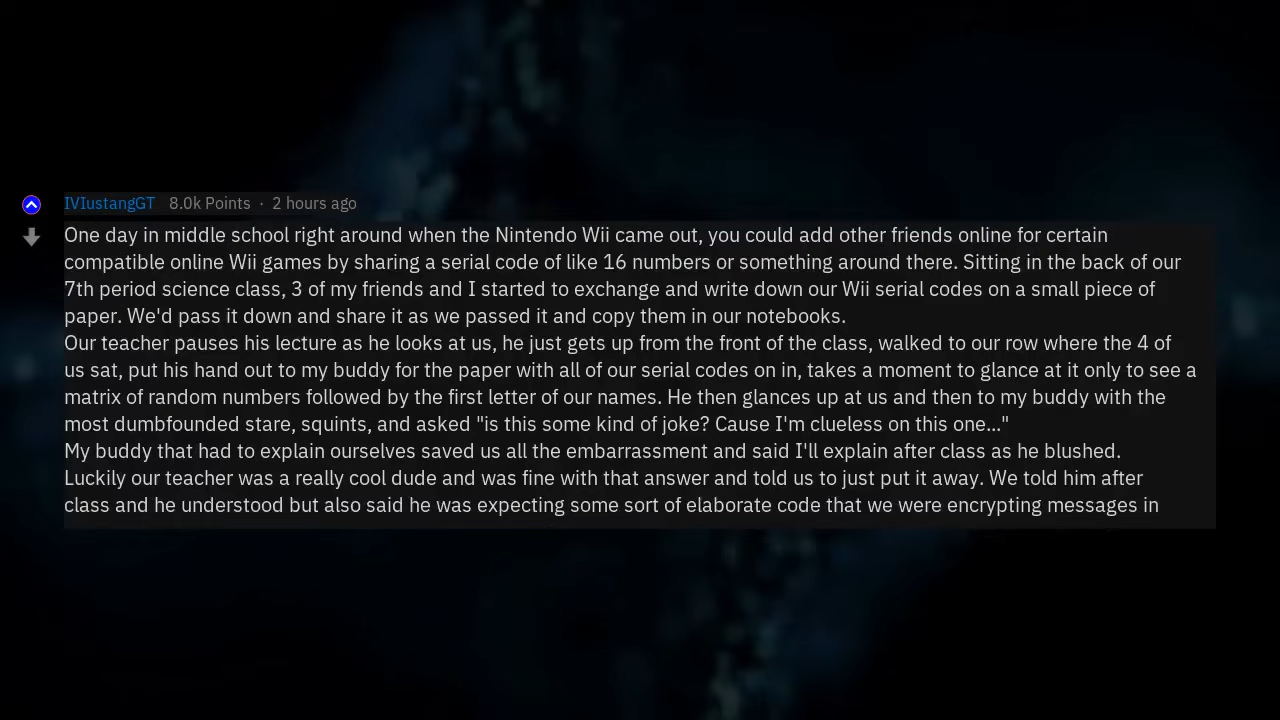 IVIustangGT 8.0k Points · 2 hours ago
One day in middle school right around when the Nintendo Wii came out, you could add other friends online for certain
compatible online Wii games by sharing a serial code of like 16 numbers or something around there. Sitting in the back of our
7th period science class, 3 of my friends and I started to exchange and write down our Wii serial codes on a small piece of
paper. We'd pass it down and share it as we passed it and copy them in our notebooks.
Our teacher pauses his lecture as he looks at us, he just gets up from the front of the class, walked to our row where the 4 of
us sat, put his hand out to my buddy for the paper with all of our serial codes on in, takes a moment to glance at it only to see a
matrix of random numbers followed by the first letter of our names. He then glances up at us and then to my buddy with the
most dumbfounded stare, squints, and asked "is this some kind of joke? Cause I'm clueless on this one..."
My buddy that had to explain ourselves saved us all the embarrassment and said I'll explain after class as he blushed.
Luckily our teacher was a really cool dude and was fine with that answer and told us to just put it away. We told him after
class and he understood but also said he was expecting some sort of elaborate code that we were encrypting messages in